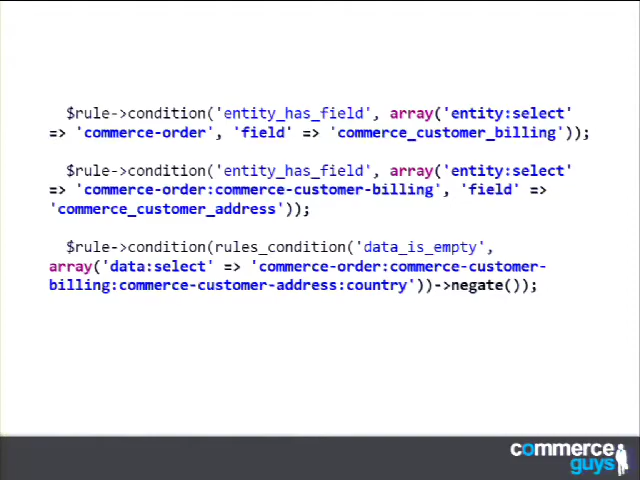 $rule->condition('entity_has_field', array('entity:select'
=> 'commerce-order', 'field' => 'commerce_customer_billing'));
$rule->condition('entity_has_field', array('entity:select'
=> 'commerce-order:commerce-customer-billing', 'field' =>
'commerce_customer_address'));
$rule->condition(rules_condition('data_is_empty',
array('data:select' => 'commerce-order:commerce-customer-
billing:commerce-customer-address:country'))->negate());
commerce
guys